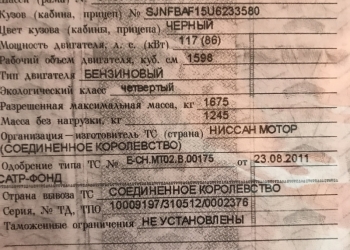 Кузов (кабина, прицеп) № SJNFBAF15U6233580
Цвет кузова (кабины, прицепа) ЧЕРНЫЙ
Мощность двигателя, л. с. (кВт) 117 (86)
Рабочий объем двигателя, куб. см 1598
Тип двигателя БЕНЗИНОВЫЙ
Экологический класс четвертый
Разрешенная максимальная масса, кг 1675
Масса без нагрузки, кг 1245
Организация – изготовитель ТС (страна) НИССАН МОТОР
(СОЕДИНЕННОЕ КОРОЛЕВСТВО)
Одобрение типа ТС № E-CH.MT02.B.00175 от 23.08.2011
САТР-ФОНД
Страна вывоза ТС СОЕДИНЕННОЕ КОРОЛЕВСТВО
Серия, № ТД, ТПО 10009197/310512/0002376
Таможенные ограничения НЕ УСТАНОВЛЕНЫ